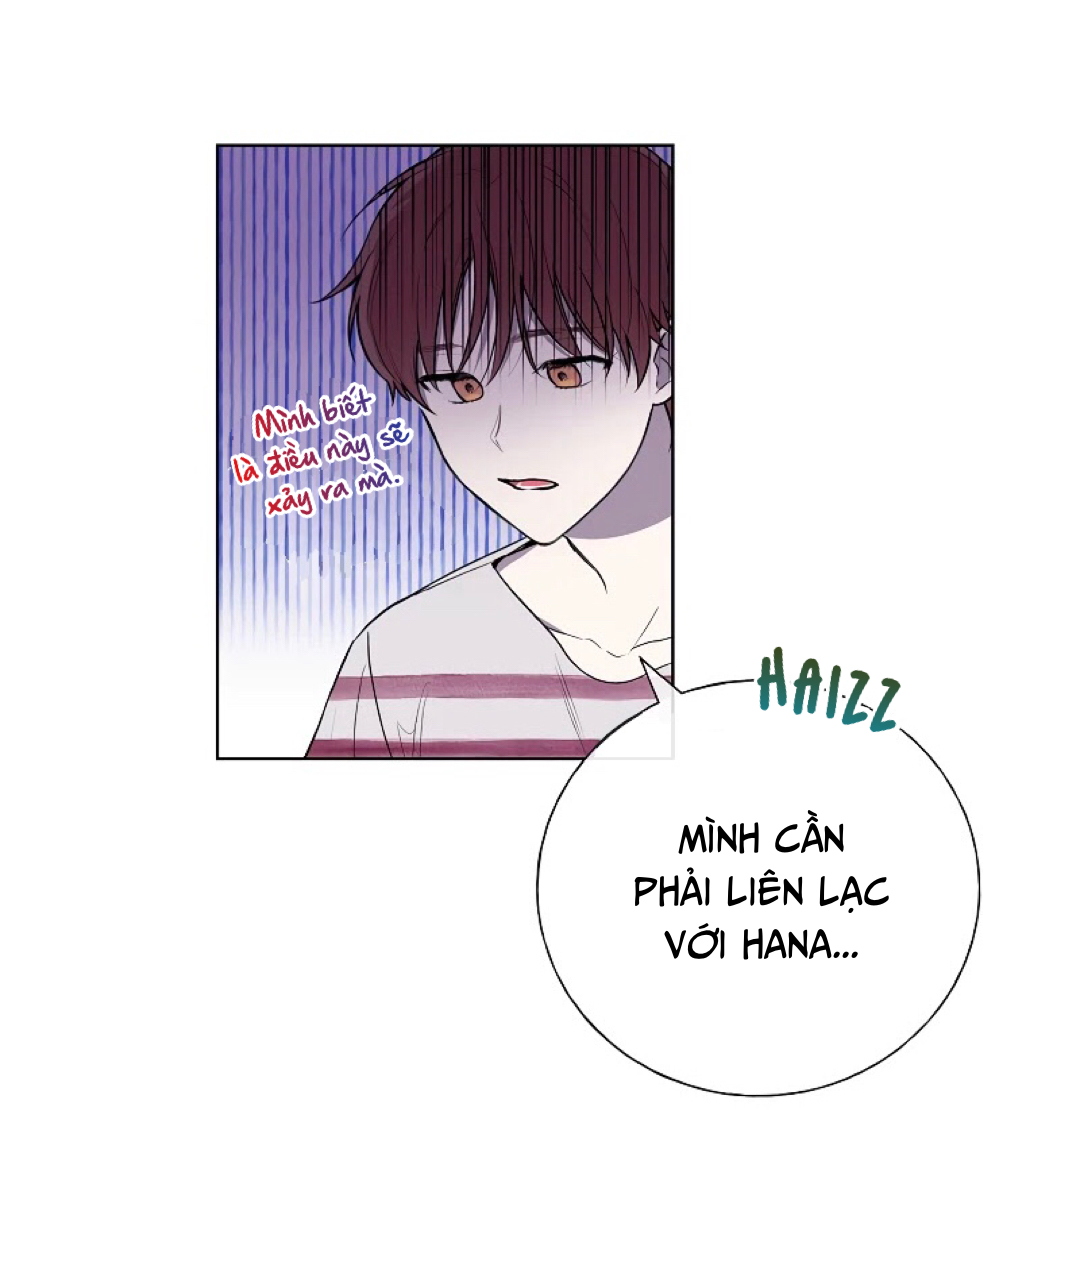 Mình biết
là điều này sẽ
xảy ra mà.
HAIZZ
MÌNH CẦN
PHẢI LIÊN LẠC
VỚI HANA...